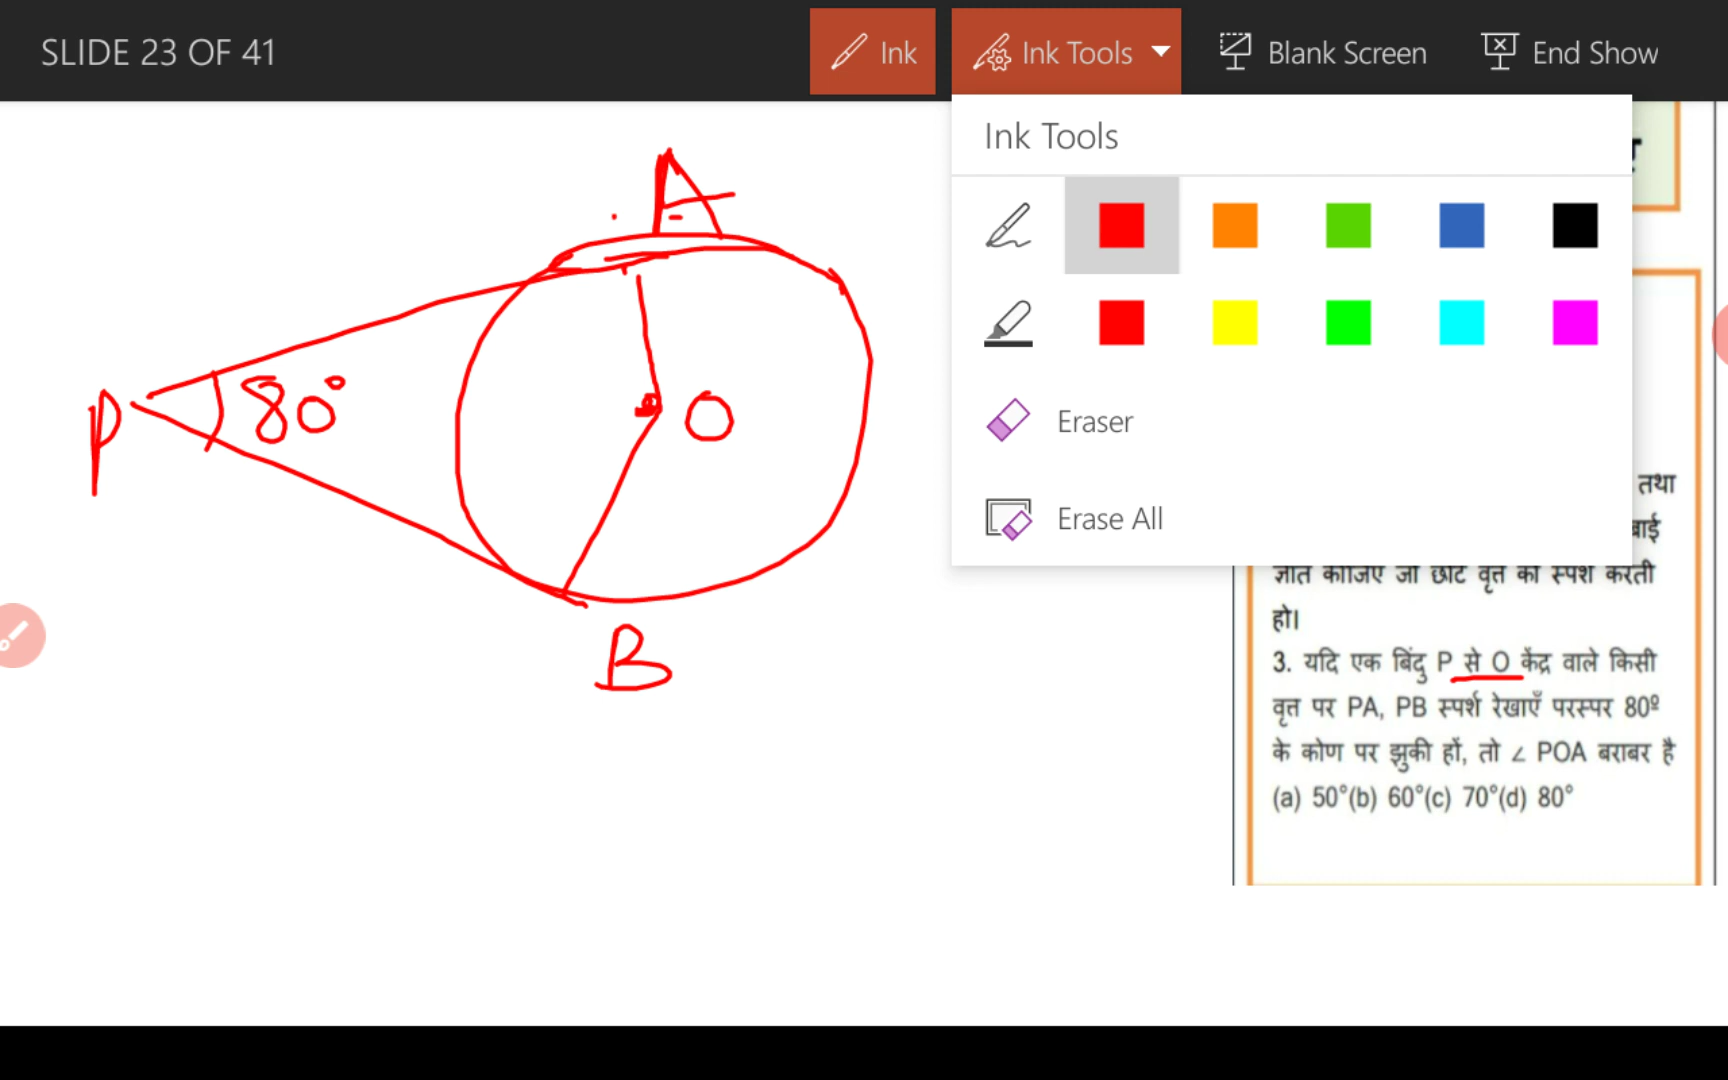 SLIDE 23 OF 41
Ink
Ink Tools
Blank Screen
End Show
Ink Tools
Eraser
Erase All
A
P
80°
O
B
तथा
ज्ञात कीजिए जो छोटे वृत्त को स्पर्श करती
हो।
3. यदि एक बिंदु P से O केंद्र वाले किसी
वृत्त पर PA, PB स्पर्श रेखाएँ परस्पर 80º
के कोण पर झुकी हों, तो ∠ POA बराबर है
(a) 50°(b) 60°(c) 70°(d) 80°